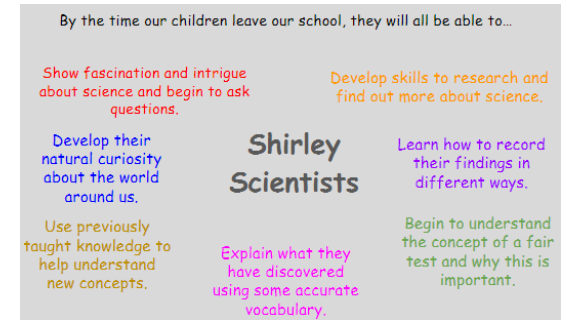 By the time our children leave our school, they will all be able to…
Show fascination and intrigue
about science and begin to ask
questions.
Develop skills to research and
find out more about science.
Develop their
natural curiosity
about the world
around us.
Shirley
Scientists
Learn how to record
their findings in
different ways.
Use previously
taught knowledge to
help understand
new concepts.
Explain what they
have discovered
using some accurate
vocabulary.
Begin to understand
the concept of a fair
test and why this is
important.